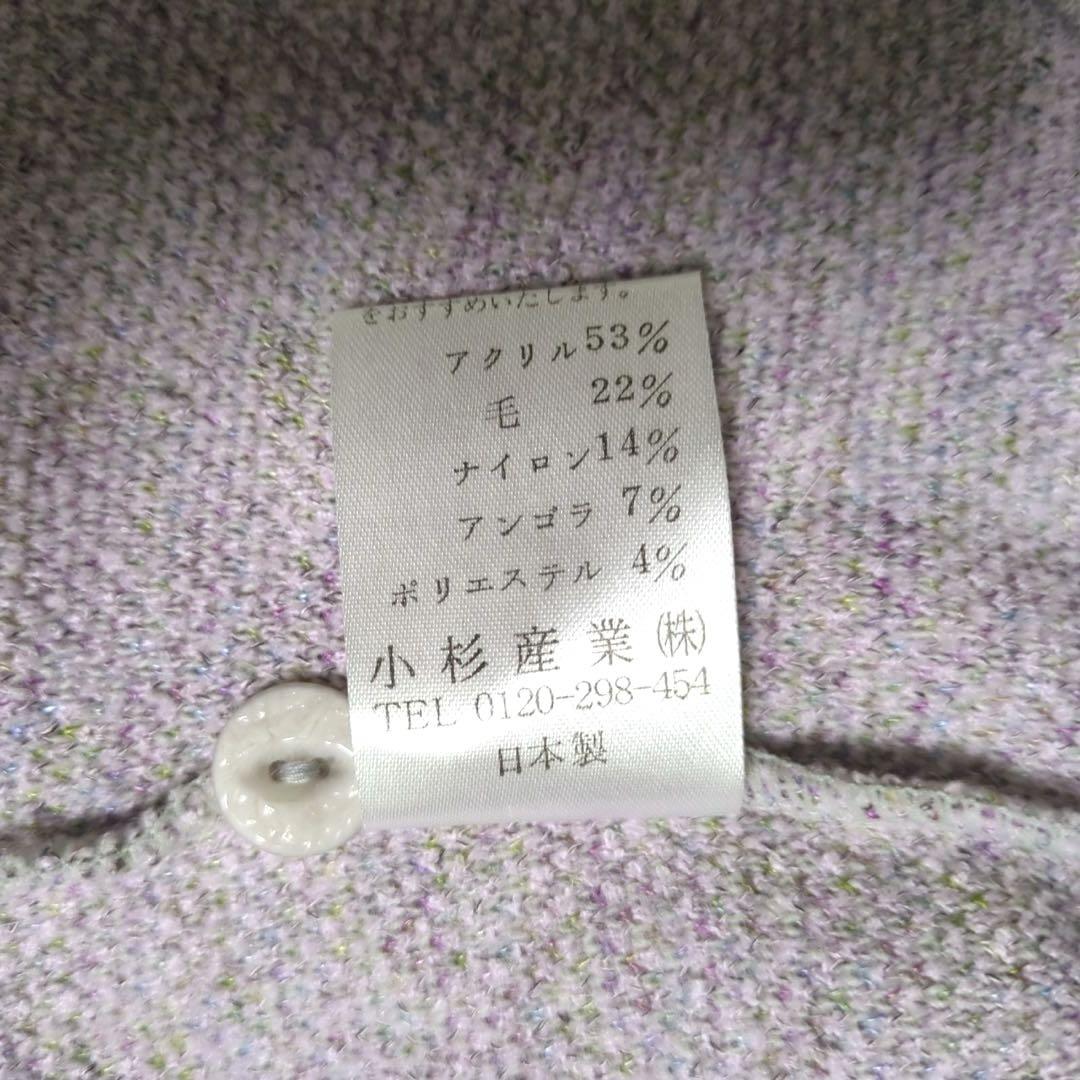 をおすすめいたします。
アクリル53%
毛 22%
ナイロン14%
アンゴラ 7%
ポリエステル 4%
小杉産業(株)
TEL 0120-298-454
日本製